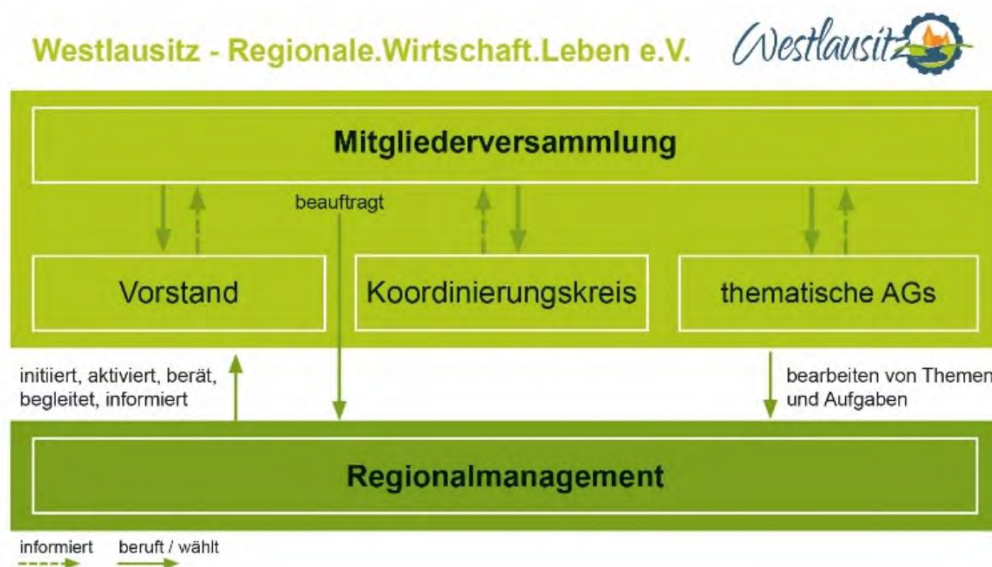 Westlausitz - Regionale.Wirtschaft.Leben e.V.
Westlausitz
Mitgliederversammlung
beauftragt
Vorstand
Koordinierungskreis
thematische AGs
initiiert, aktiviert, berät,
begleitet, informiert
bearbeiten von Themen
und Aufgaben
Regionalmanagement
informiert
beruft / wählt